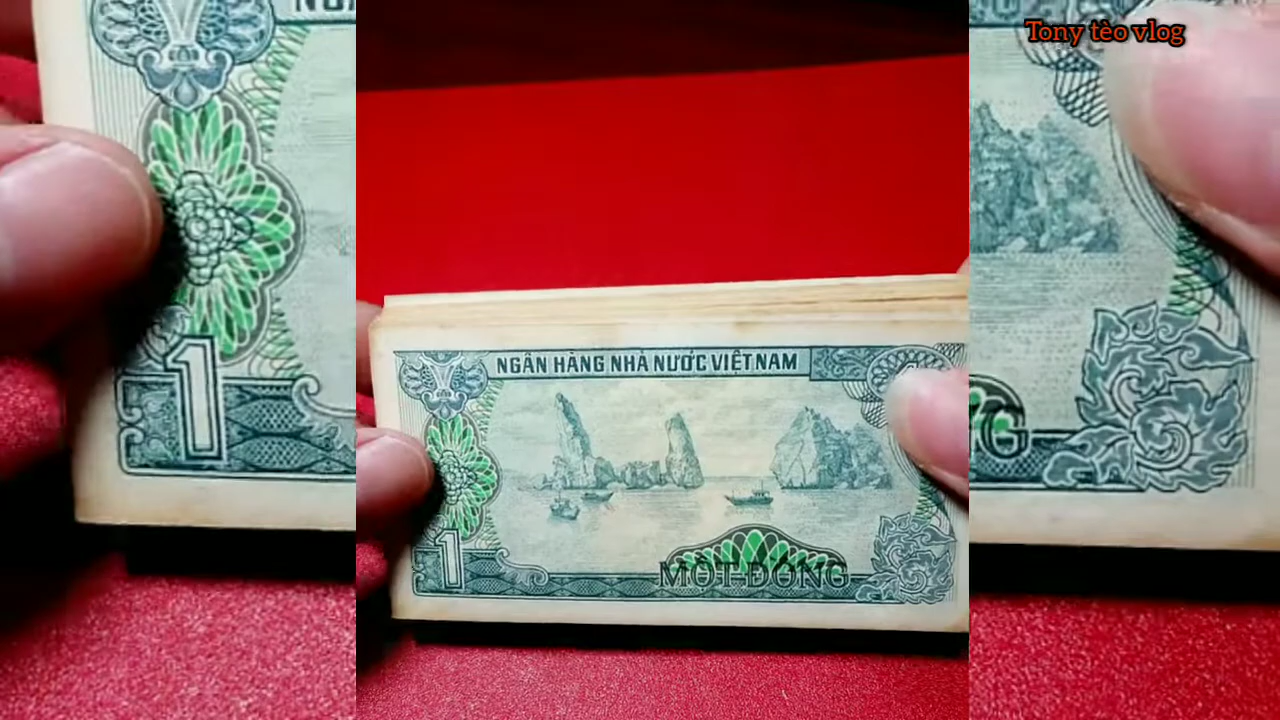 Tony tèo vlog
NGÂN HÀNG NHÀ NƯỚC VIỆT NAM
1
MỘT ĐỒNG
1